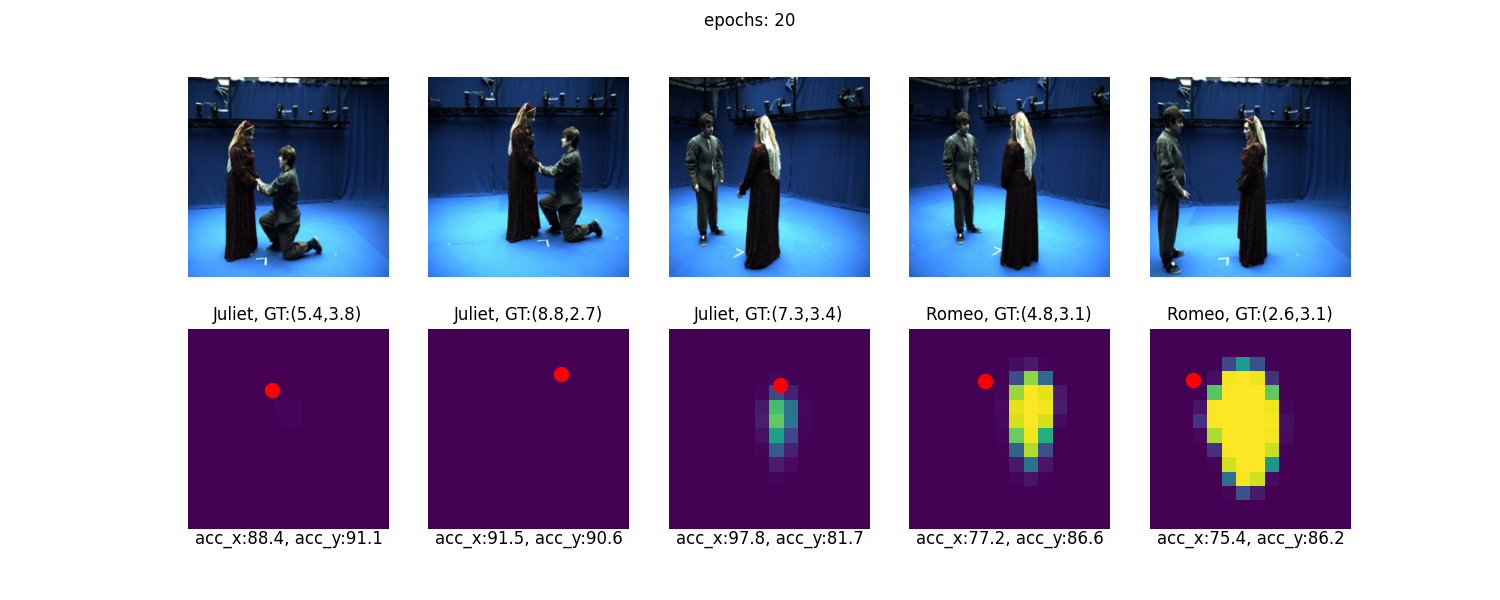 epochs: 20
Juliet, GT:(5.4,3.8)
Juliet, GT:(8.8,2.7)
Juliet, GT:(7.3,3.4)
Romeo, GT:(4.8,3.1)
Romeo, GT:(2.6,3.1)
acc_x:88.4, acc_y:91.1
acc_x:91.5, acc_y:90.6
acc_x:97.8, acc_y:81.7
acc_x:77.2, acc_y:86.6
acc_x:75.4, acc_y:86.2